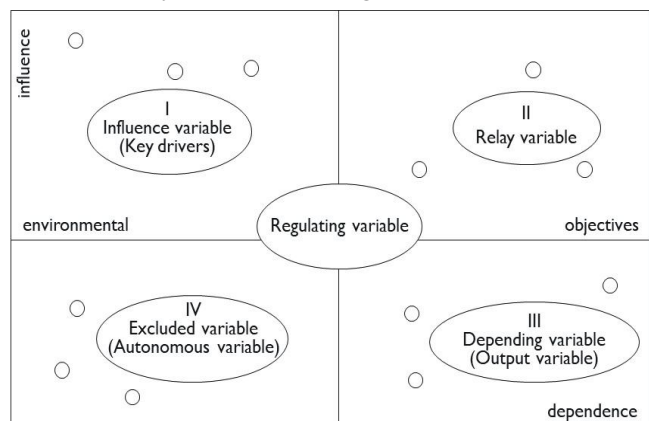 influence
I
Influence variable
(Key drivers)
II
Relay variable
environmental
Regulating variable
objectives
IV
Excluded variable
(Autonomous variable)
III
Depending variable
(Output variable)
dependence